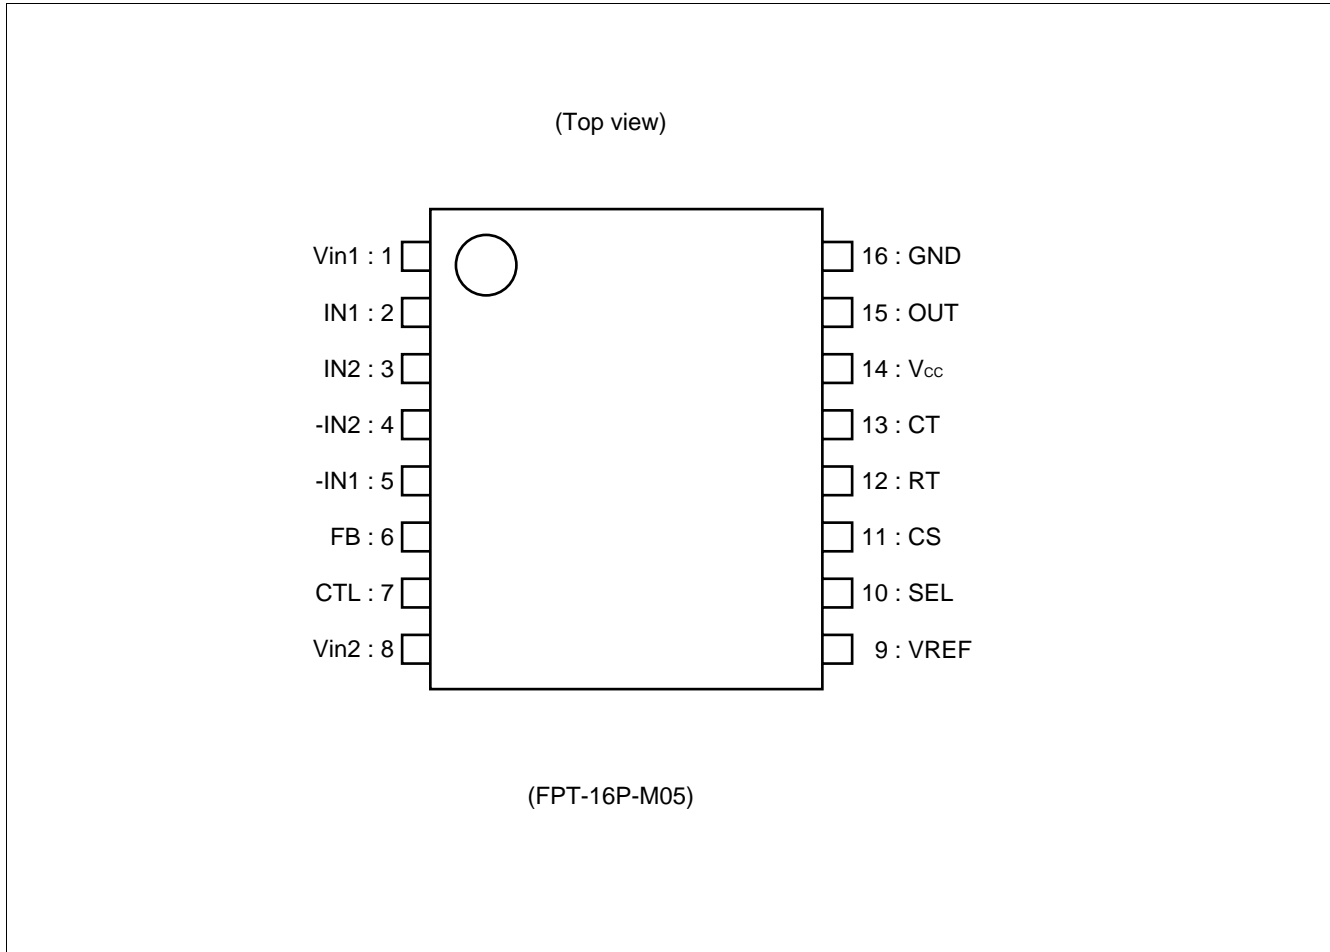 (Top view)
Vin1 : 1
IN1 : 2
IN2 : 3
-IN2 : 4
-IN1 : 5
FB : 6
CTL : 7
Vin2 : 8
16 : GND
15 : OUT
14 : VCC
13 : CT
12 : RT
11 : CS
10 : SEL
9 : VREF
(FPT-16P-M05)